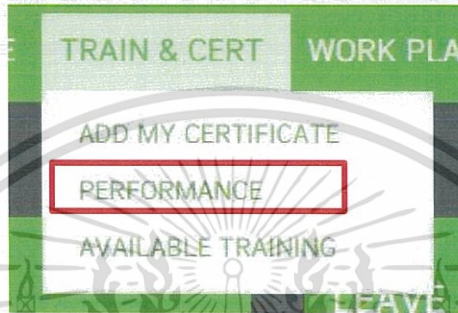 E TRAIN & CERT WORK PLA
ADD MY CERTIFICATE
PERFORMANCE
AVAILABLE TRAINING
LEAVE